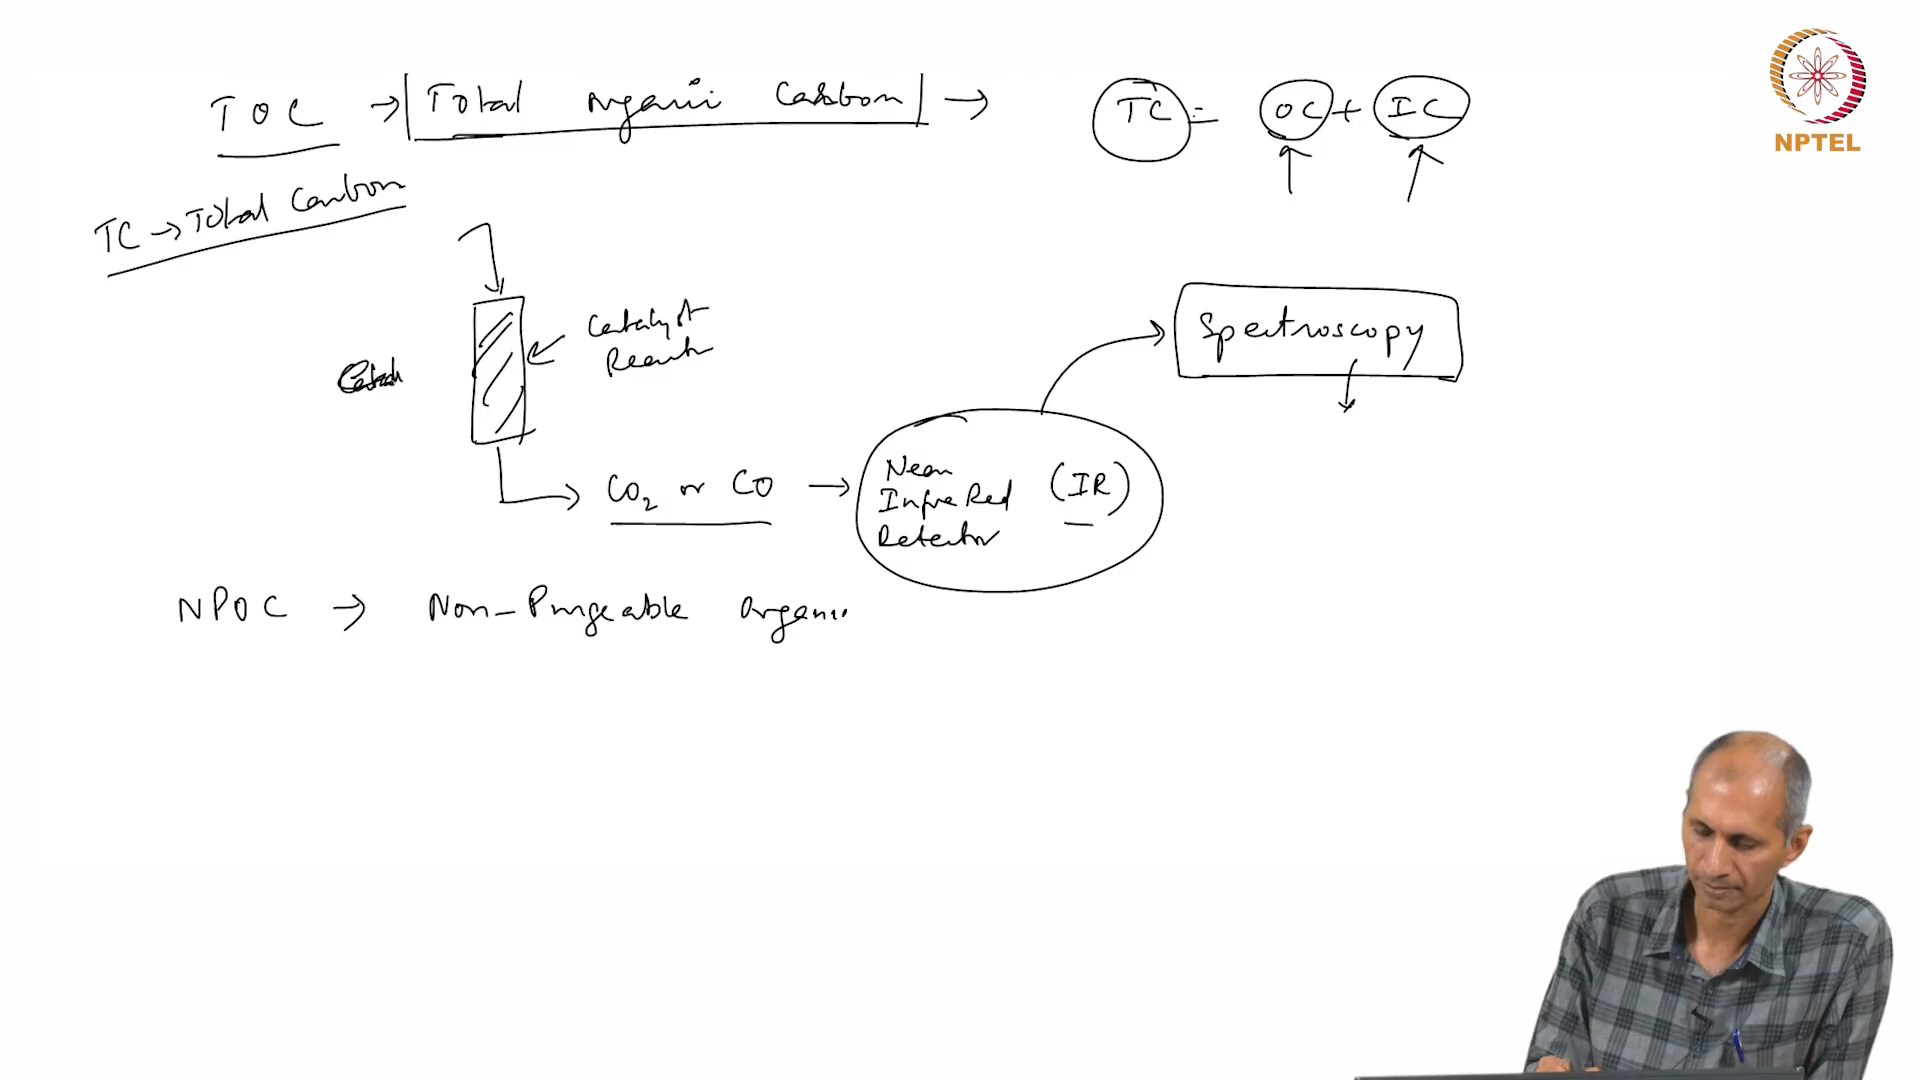 TOC → Total organic Carbon → TC = OC + IC
NPTEL
TC → Total Carbon
Catalyst
Reactor
Spectroscopy
CO2 or CO →
Near
Infra Red (IR)
Detector
NPOC → Non-Purgeable organic